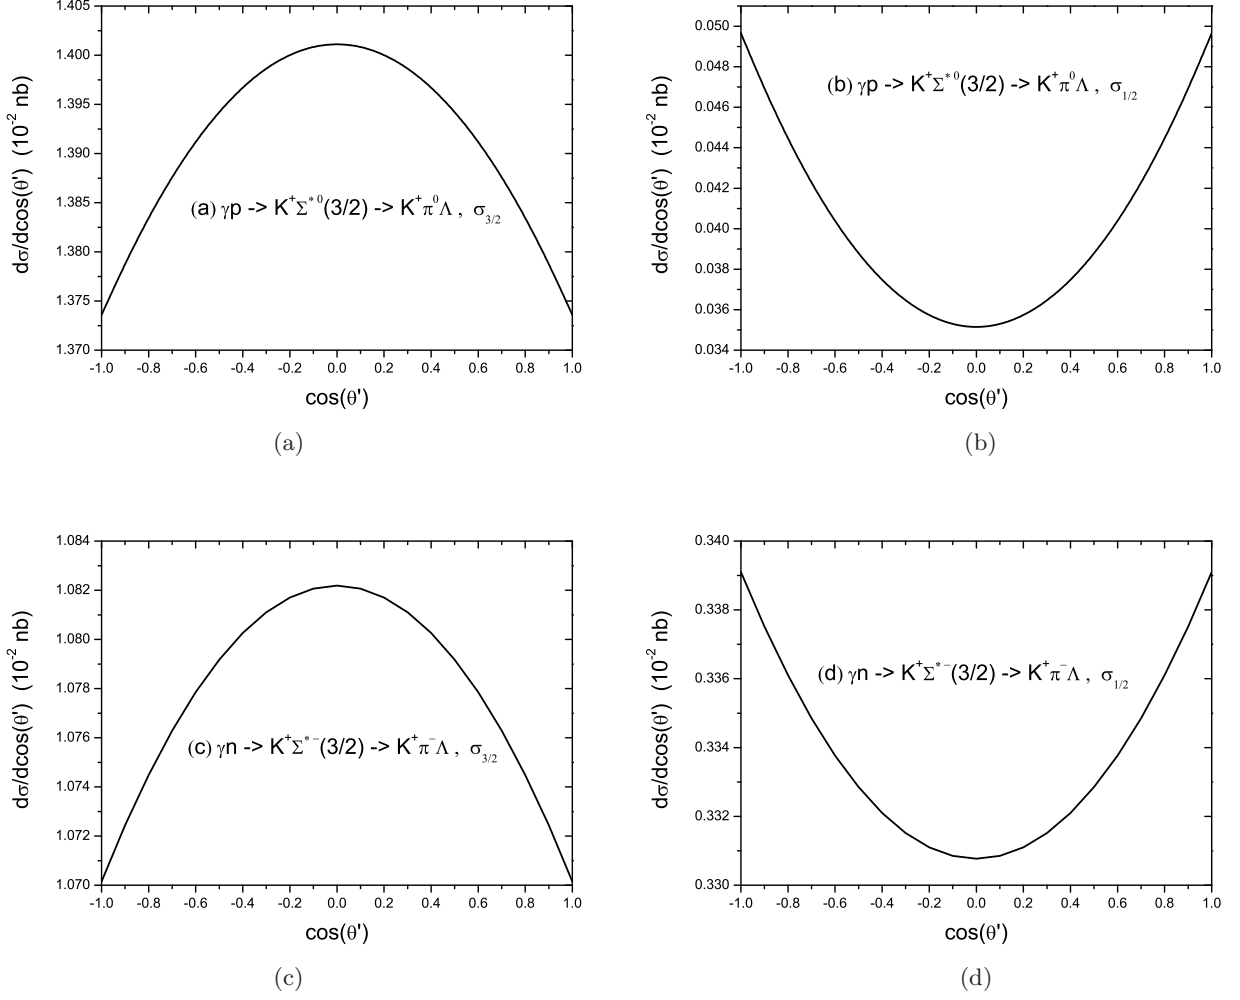 1.405
1.400
1.395
1.390
1.385
1.380
1.375
1.370
dσ/dcos(θ') (10⁻² nb)
(a) γp -> K⁺Σ*⁰(3/2) -> K⁺π⁰Λ , σ₃/₂
-1.0 -0.8 -0.6 -0.4 -0.2 0.0 0.2 0.4 0.6 0.8 1.0
cos(θ')
(a)
0.050
0.048
0.046
0.044
0.042
0.040
0.038
0.036
0.034
dσ/dcos(θ') (10⁻² nb)
(b) γp -> K⁺Σ*⁰(3/2) -> K⁺π⁰Λ , σ₁/₂
-1.0 -0.8 -0.6 -0.4 -0.2 0.0 0.2 0.4 0.6 0.8 1.0
cos(θ')
(b)
1.084
1.082
1.080
1.078
1.076
1.074
1.072
1.070
dσ/dcos(θ') (10⁻² nb)
(c) γn -> K⁺Σ*⁻(3/2) -> K⁺π⁻Λ , σ₃/₂
-1.0 -0.8 -0.6 -0.4 -0.2 0.0 0.2 0.4 0.6 0.8 1.0
cos(θ')
(c)
0.340
0.338
0.336
0.334
0.332
0.330
dσ/dcos(θ') (10⁻² nb)
(d) γn -> K⁺Σ*⁻(3/2) -> K⁺π⁻Λ , σ₁/₂
-1.0 -0.8 -0.6 -0.4 -0.2 0.0 0.2 0.4 0.6 0.8 1.0
cos(θ')
(d)